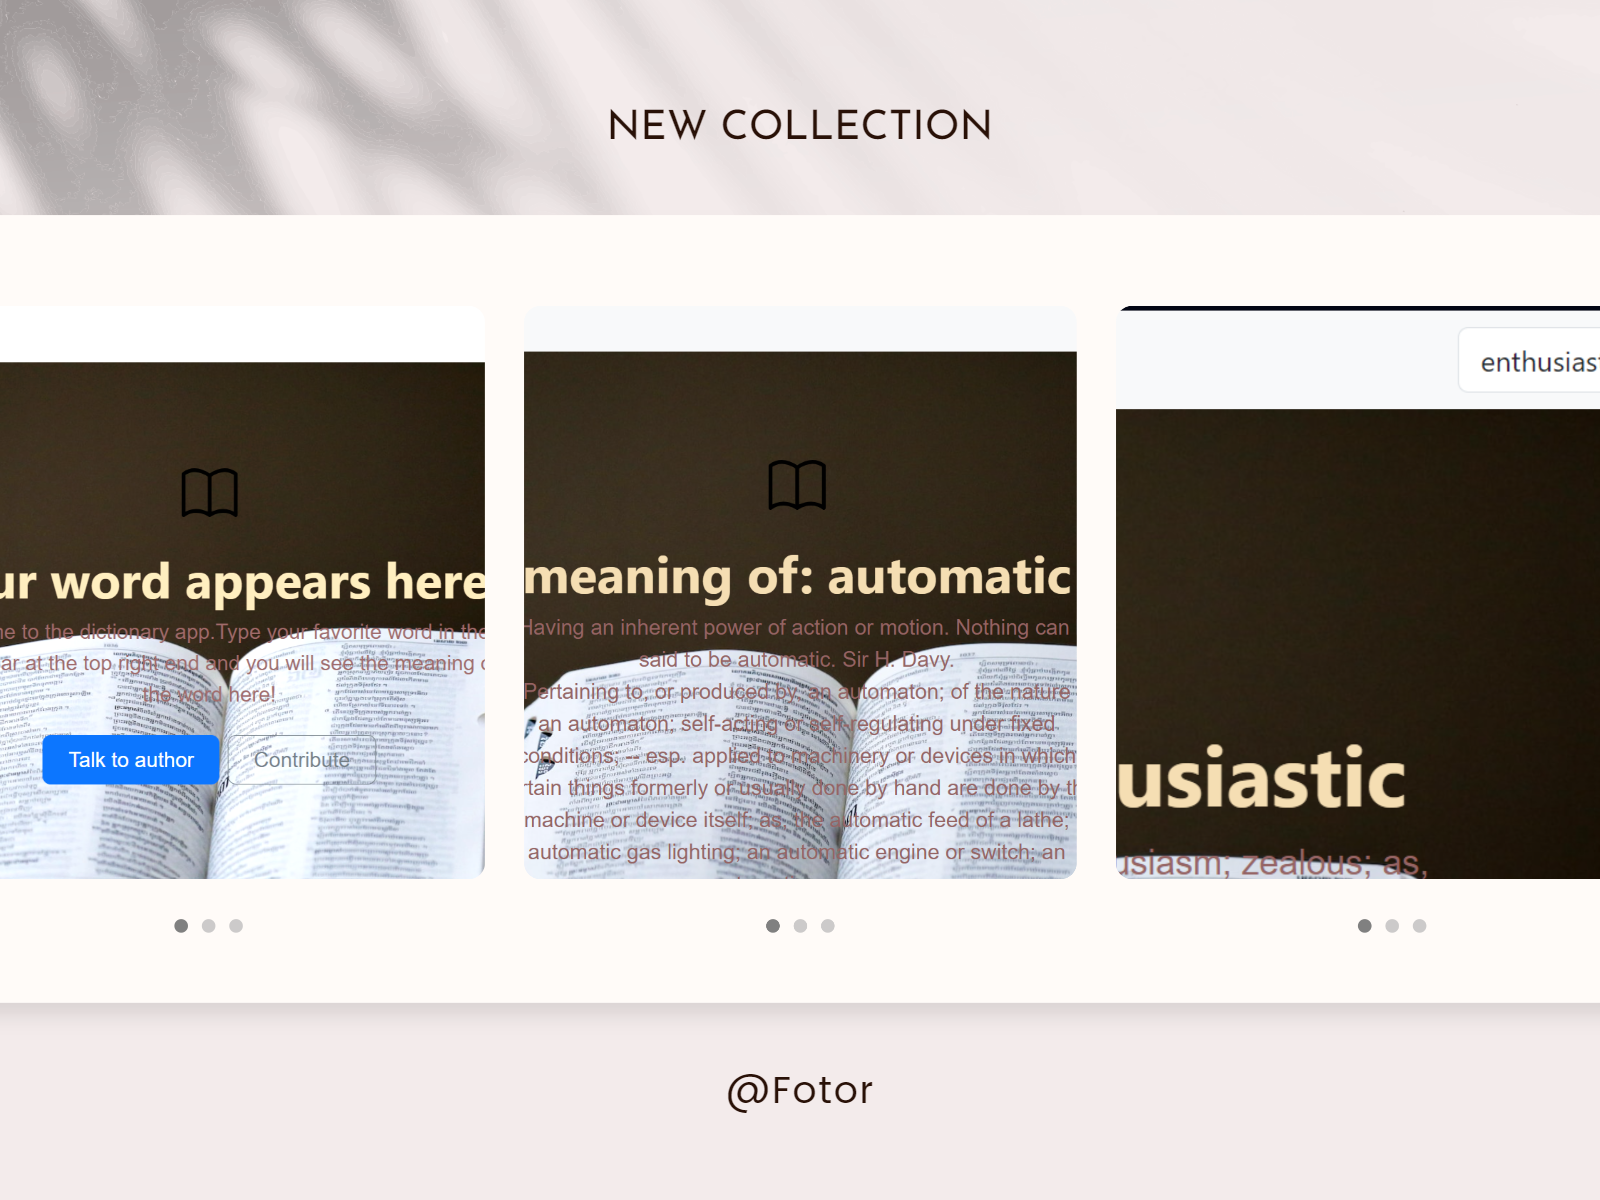 NEW COLLECTION
ur word appears here
ne to the dictionary app.Type your favorite word in the
ar at the top right end and you will see the meaning o
the word here!
Talk to author
Contribute
meaning of: automatic
Having an inherent power of action or motion. Nothing can
said to be automatic. Sir H. Davy.
Pertaining to, or produced by, an automaton; of the nature
an automaton; self-acting or self-regulating under fixed
conditions; -- esp. applied to machinery or devices in which
rtain things formerly or usually done by hand are done by th
machine or device itself; as, the automatic feed of a lathe;
automatic gas lighting; an automatic engine or switch; an
enthusiast
usiastic
usiasm; zealous; as,
@Fotor